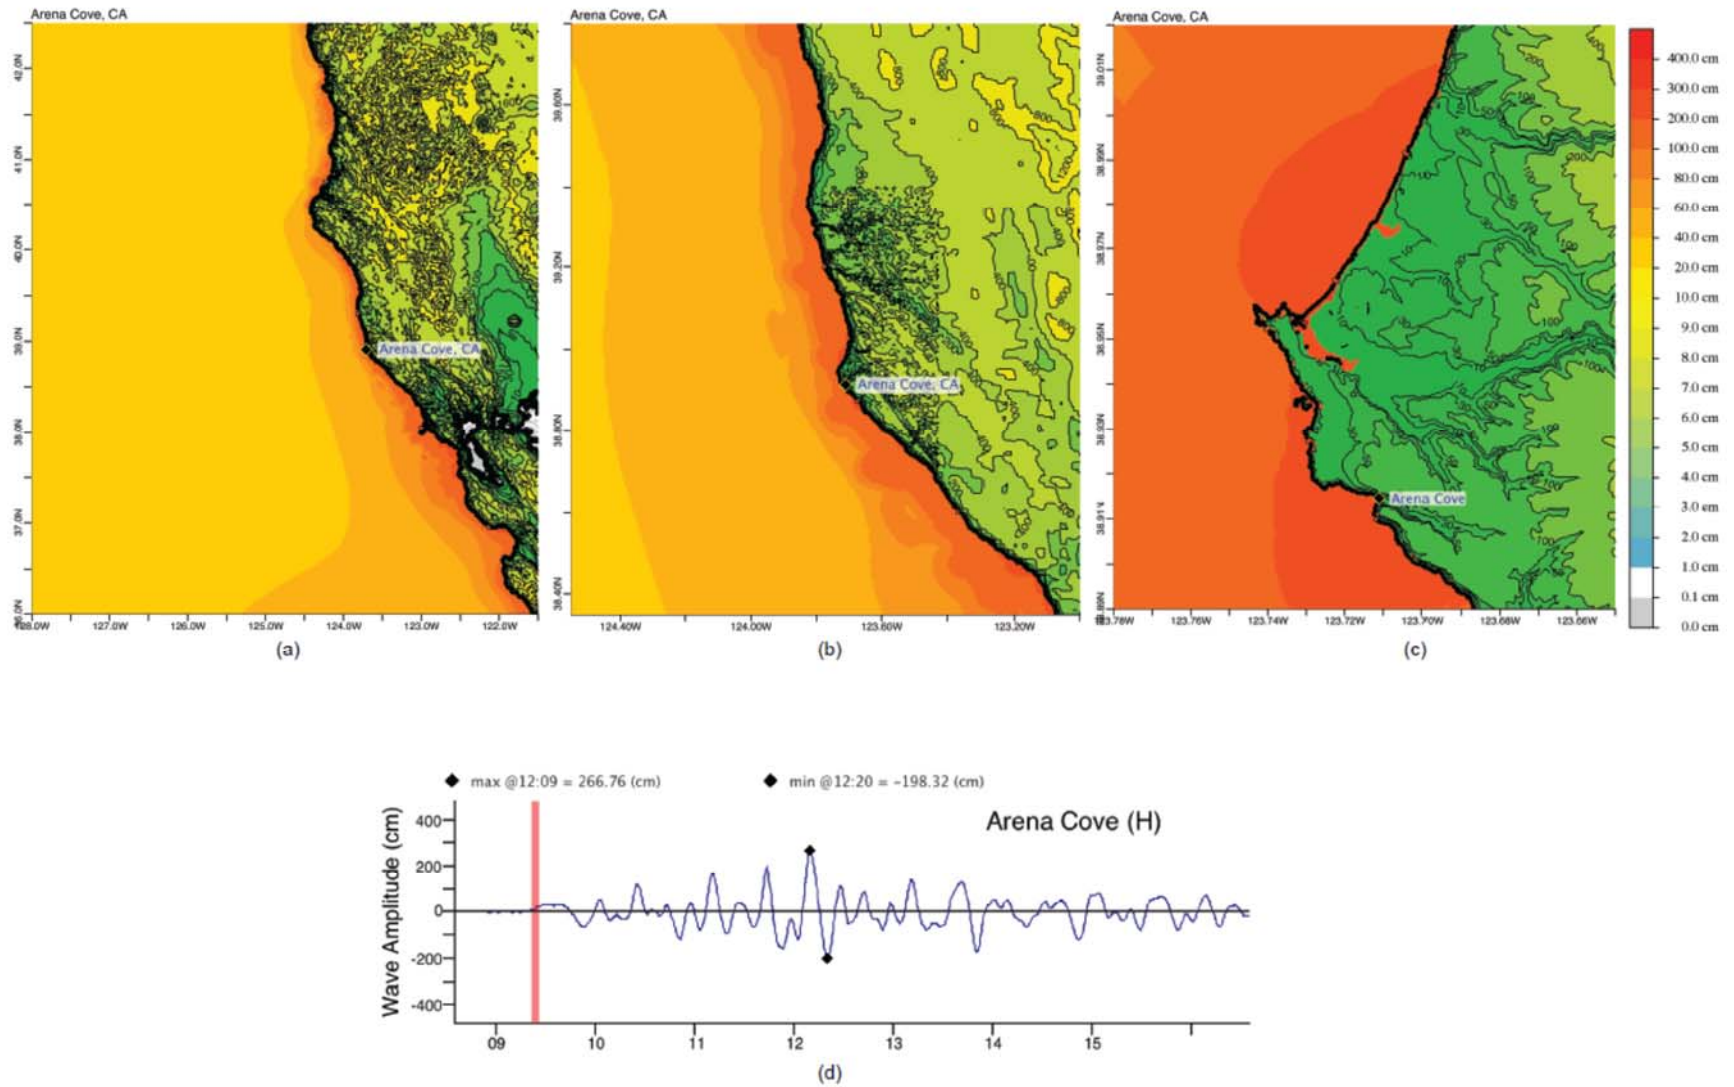 Arena Cove, CA
Arena Cove, CA
Arena Cove, CA
42.0N
41.0N
40.0N
39.0N
38.0N
37.0N
Arena Cove, CA
128.0W 127.0W 126.0W 125.0W 124.0W 123.0W 122.0W
(a)
39.60N
39.20N
38.80N
38.40N
Arena Cove, CA
124.40W 124.00W 123.60W 123.20W
(b)
39.01N
38.99N
38.97N
38.95N
38.93N
38.91N
38.89N
Arena Cove
123.78W 123.76W 123.74W 123.72W 123.70W 123.68W 123.66W
(c)
400.0 cm
300.0 cm
200.0 cm
100.0 cm
80.0 cm
60.0 cm
40.0 cm
20.0 cm
10.0 cm
9.0 cm
8.0 cm
7.0 cm
6.0 cm
5.0 cm
4.0 cm
3.0 cm
2.0 cm
1.0 cm
0.1 cm
0.0 cm
max @12:09 = 266.76 (cm)
min @12:20 = -198.32 (cm)
Arena Cove (H)
Wave Amplitude (cm)
400
200
0
-200
-400
09 10 11 12 13 14 15
(d)